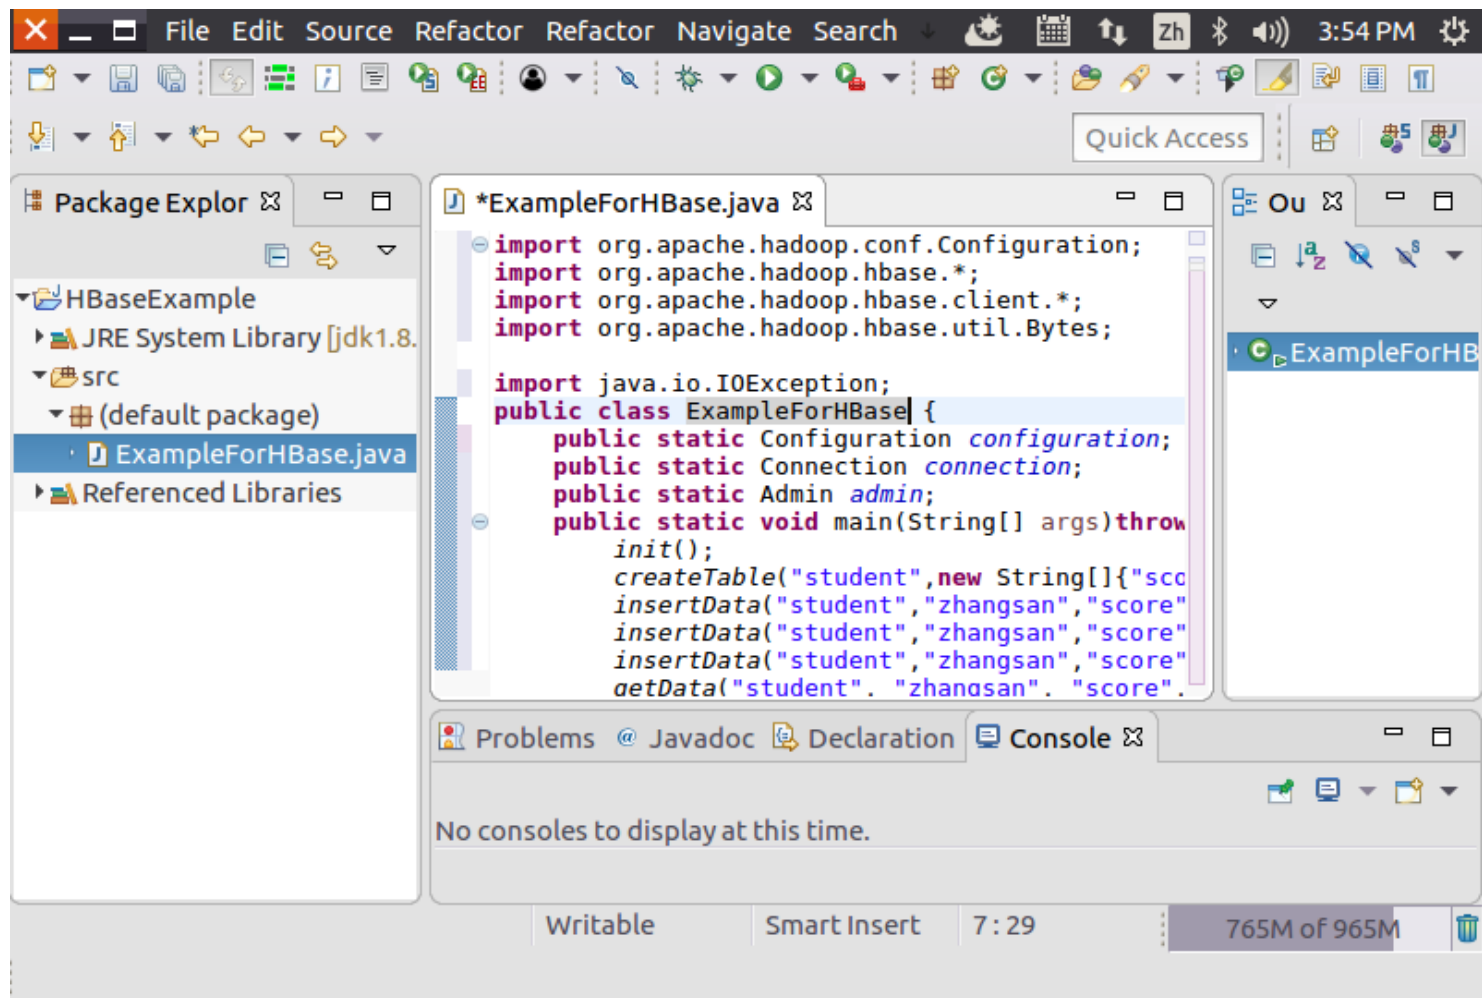 File Edit Source Refactor Refactor Navigate Search Zh 3:54 PM
Quick Access
Package Explor
HBaseExample
JRE System Library [jdk1.8.
src
(default package)
ExampleForHBase.java
Referenced Libraries
*ExampleForHBase.java
import org.apache.hadoop.conf.Configuration;
import org.apache.hadoop.hbase.*;
import org.apache.hadoop.hbase.client.*;
import org.apache.hadoop.hbase.util.Bytes;
import java.io.IOException;
public class ExampleForHBase {
public static Configuration configuration;
public static Connection connection;
public static Admin admin;
public static void main(String[] args)throw
init();
createTable("student",new String[]{"sco
insertData("student","zhangsan","score"
insertData("student","zhangsan","score"
insertData("student","zhangsan","score"
getData("student", "zhangsan", "score",
Ou
ExampleForHB
Problems Javadoc Declaration Console
No consoles to display at this time.
Writable Smart Insert 7 : 29 765M of 965M